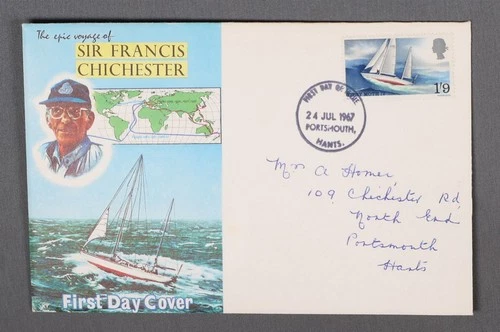 The epic voyage of
SIR FRANCIS
CHICHESTER
First Day Cover
1'9
FIRST DAY OF ISSUE
24 JUL 1967
PORTSMOUTH,
HANTS.
Mrs A Homer,
109 Chichester Rd,
North End
Portsmouth
Hants